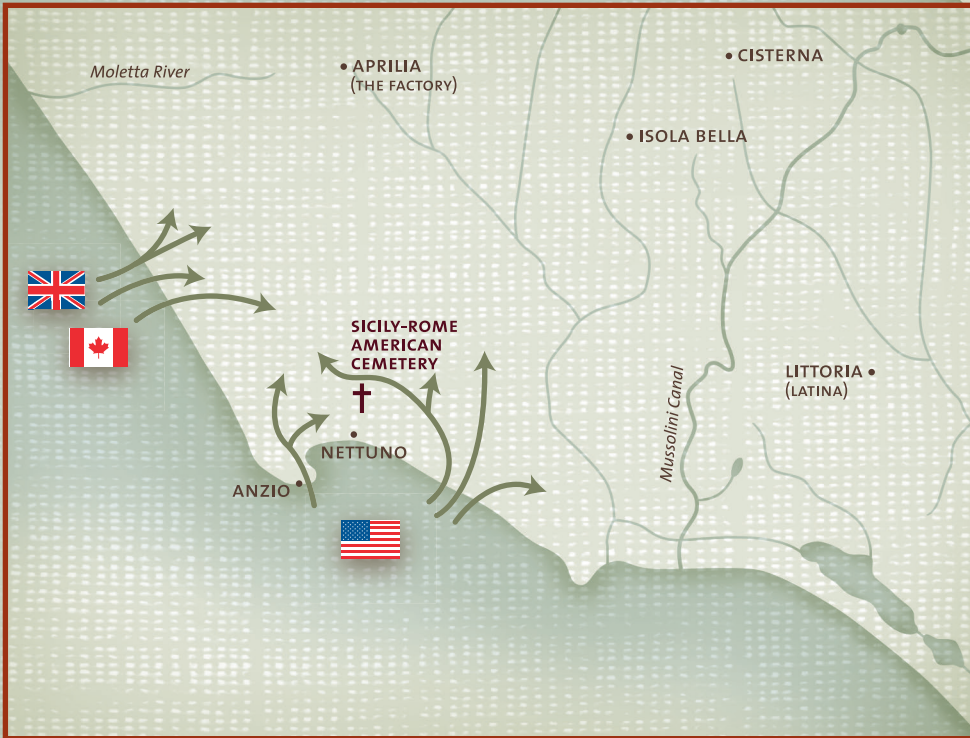 Moletta River
• APRILIA
(THE FACTORY)
• CISTERNA
• ISOLA BELLA
SICILY-ROME
AMERICAN
CEMETERY
LITTORIA •
(LATINA)
Mussolini Canal
NETTUNO
ANZIO